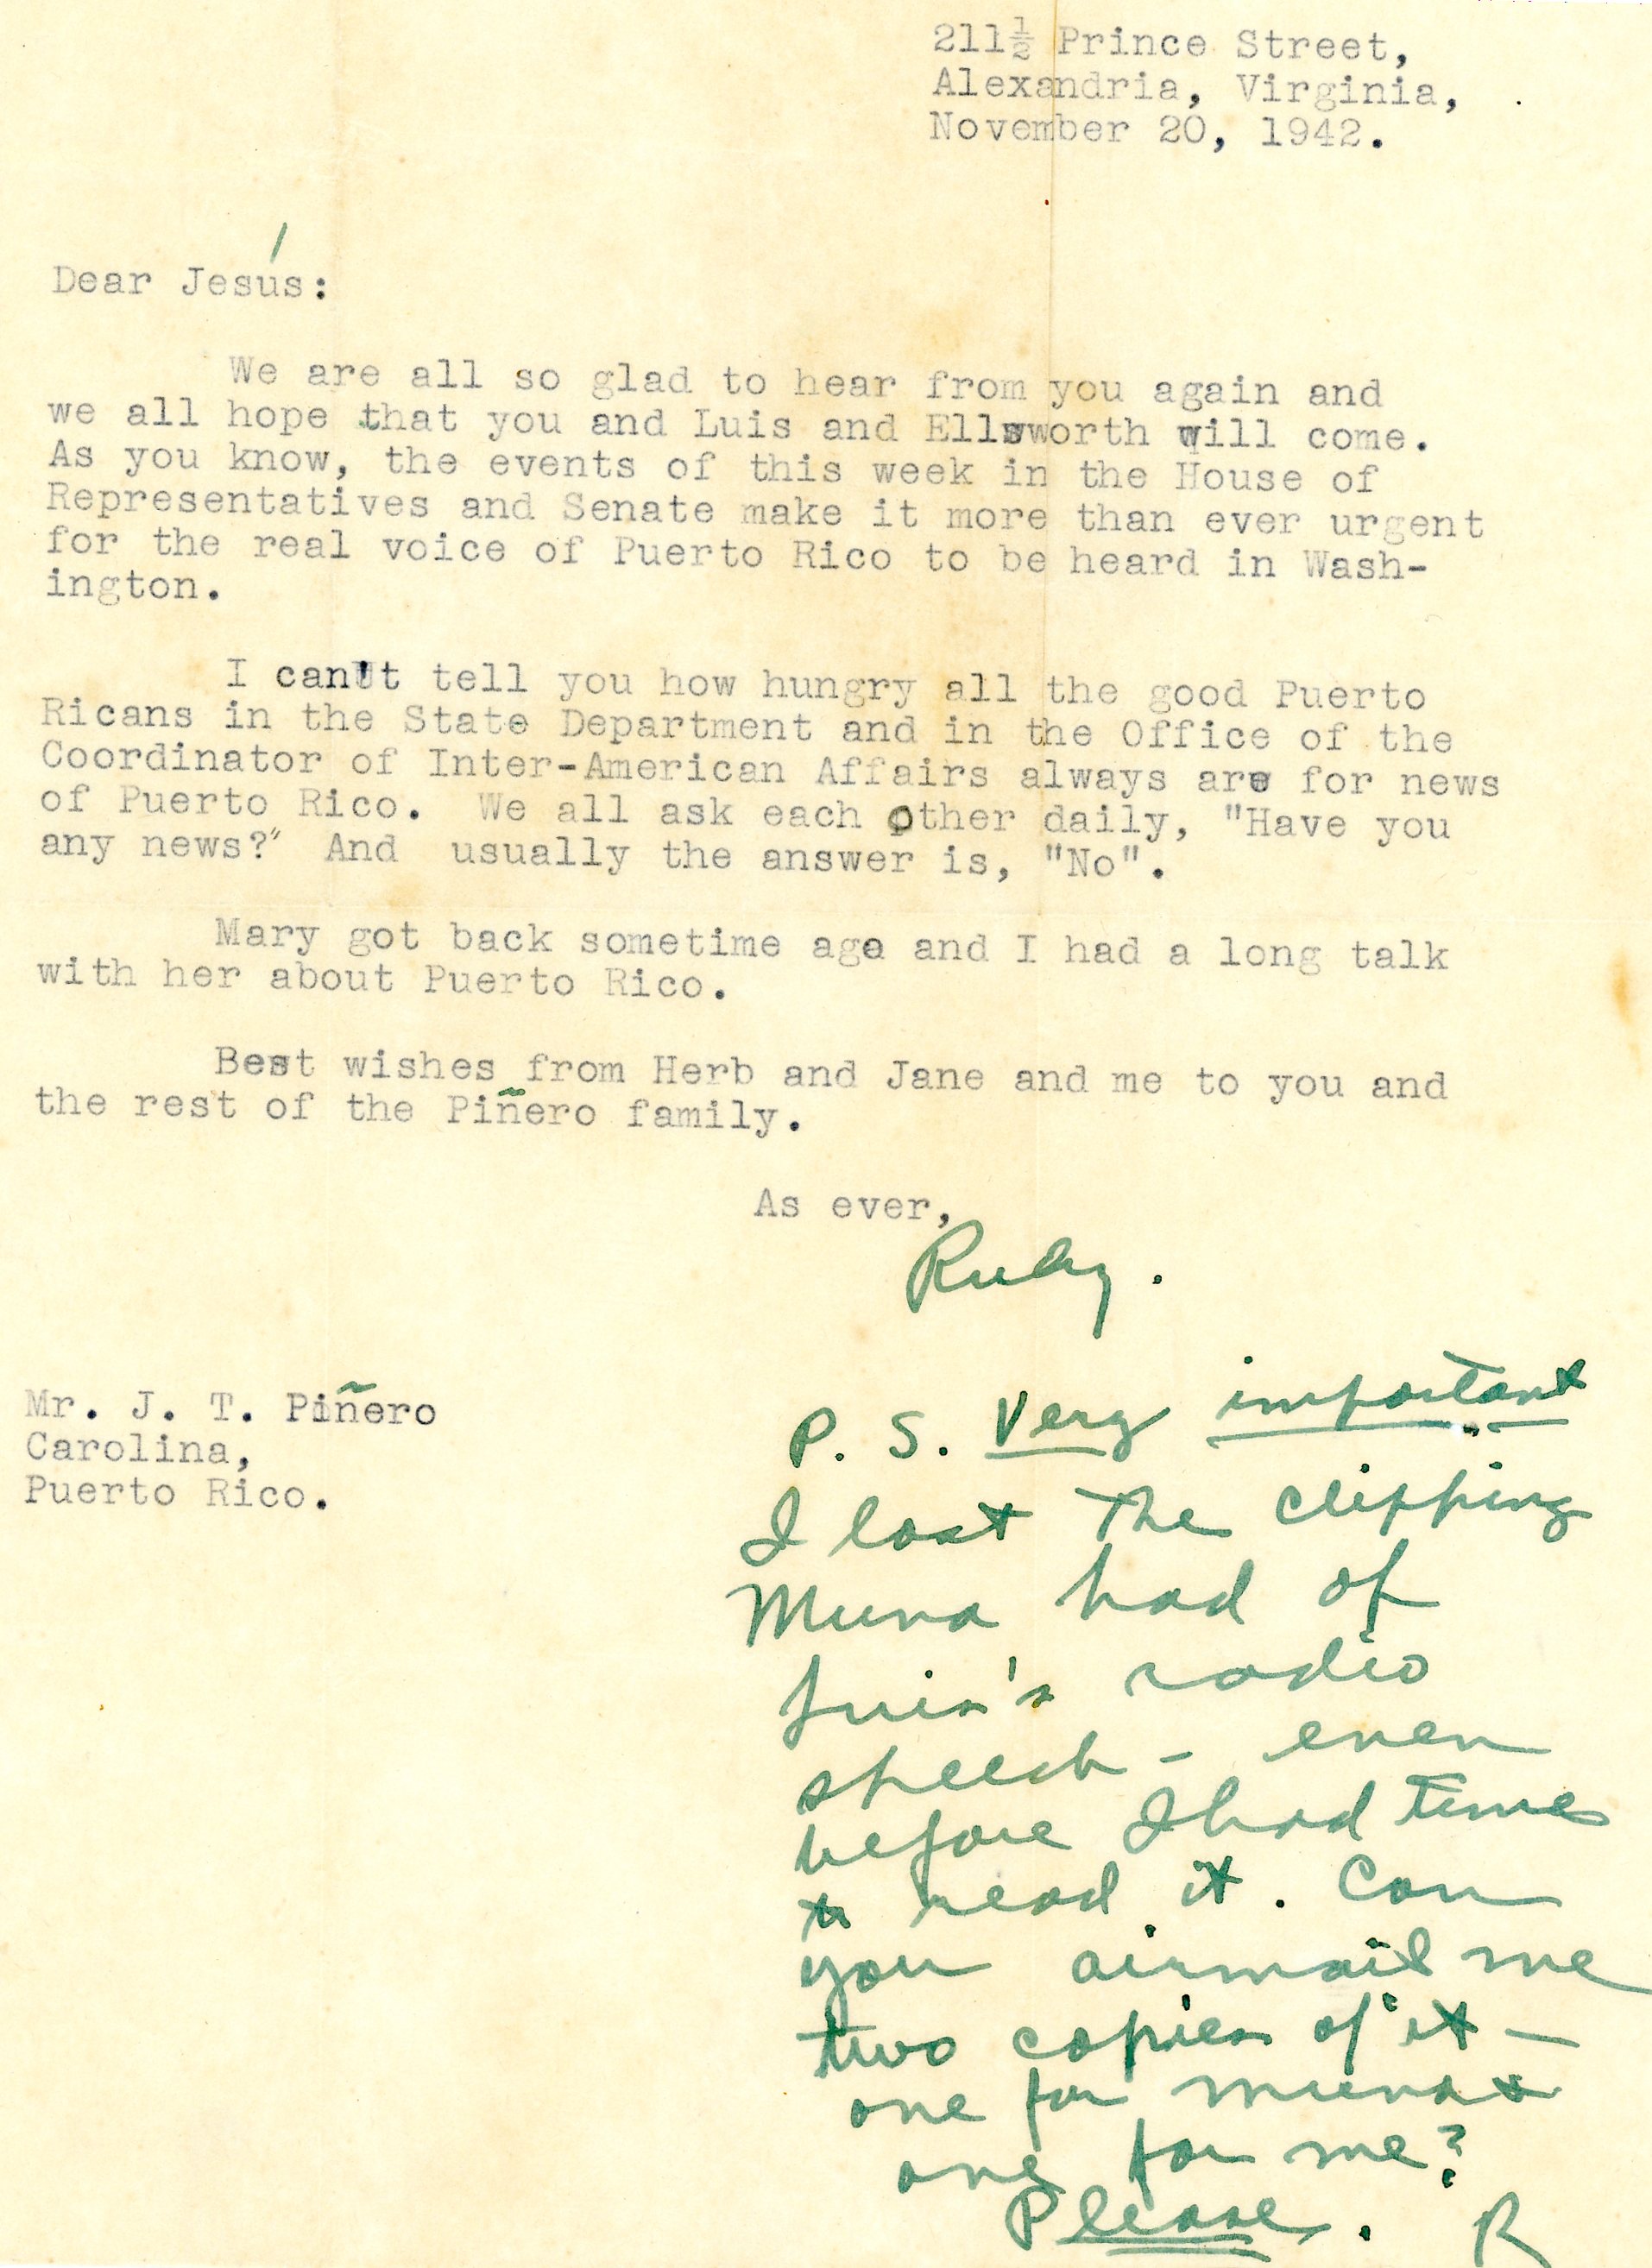 211½ Prince Street,
Alexandria, Virginia,
November 20, 1942.
Dear Jesús:
We are all so glad to hear from you again and
we all hope that you and Luis and Ellsworth will come.
As you know, the events of this week in the House of
Representatives and Senate make it more than ever urgent
for the real voice of Puerto Rico to be heard in Wash-
ington.
I can't tell you how hungry all the good Puerto
Ricans in the State Department and in the Office of the
Coordinator of Inter-American Affairs always are for news
of Puerto Rico. We all ask each other daily, "Have you
any news?" And usually the answer is, "No".
Mary got back sometime ago and I had a long talk
with her about Puerto Rico.
Best wishes from Herb and Jane and me to you and
the rest of the Piñero family.
As ever,
Ruby.
Mr. J. T. Piñero
Carolina,
Puerto Rico.
P. S. Very important
I lost the clipping
Muna had of
Luis's radio
speech - even
before I had time
to read it. Can
you airmail me
two copies of it —
one for Muna &
one for me?
Please. R